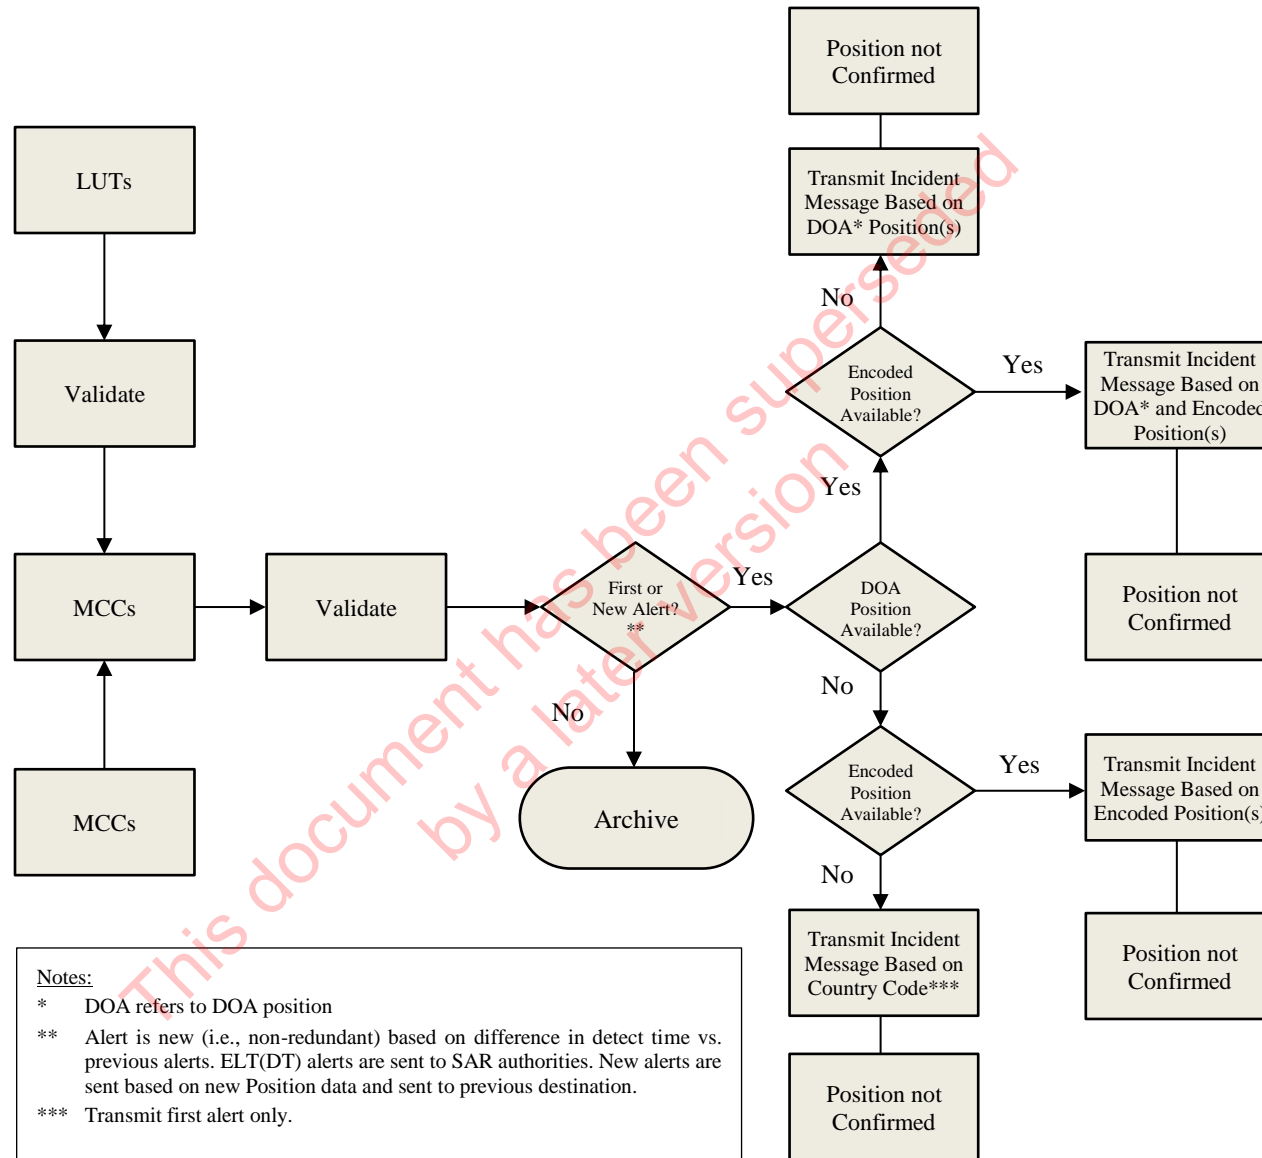 Position not
Confirmed
LUTs
Transmit Incident
Message Based on
DOA* Position(s)
No
Validate
Encoded
Position
Available?
Yes
Transmit Incident
Message Based on
DOA* and Encoded
Position(s)
Yes
MCCs
Validate
First or
New Alert?
**
Yes
DOA
Position
Available?
Position not
Confirmed
No
No
MCCs
Archive
Encoded
Position
Available?
Yes
Transmit Incident
Message Based on
Encoded Position(s)
No
Transmit Incident
Message Based on
Country Code***
Position not
Confirmed
Position not
Confirmed
Notes:
* DOA refers to DOA position
** Alert is new (i.e., non-redundant) based on difference in detect time vs.
previous alerts. ELT(DT) alerts are sent to SAR authorities. New alerts are
sent based on new Position data and sent to previous destination.
*** Transmit first alert only.
This document has been superseded
by a later version